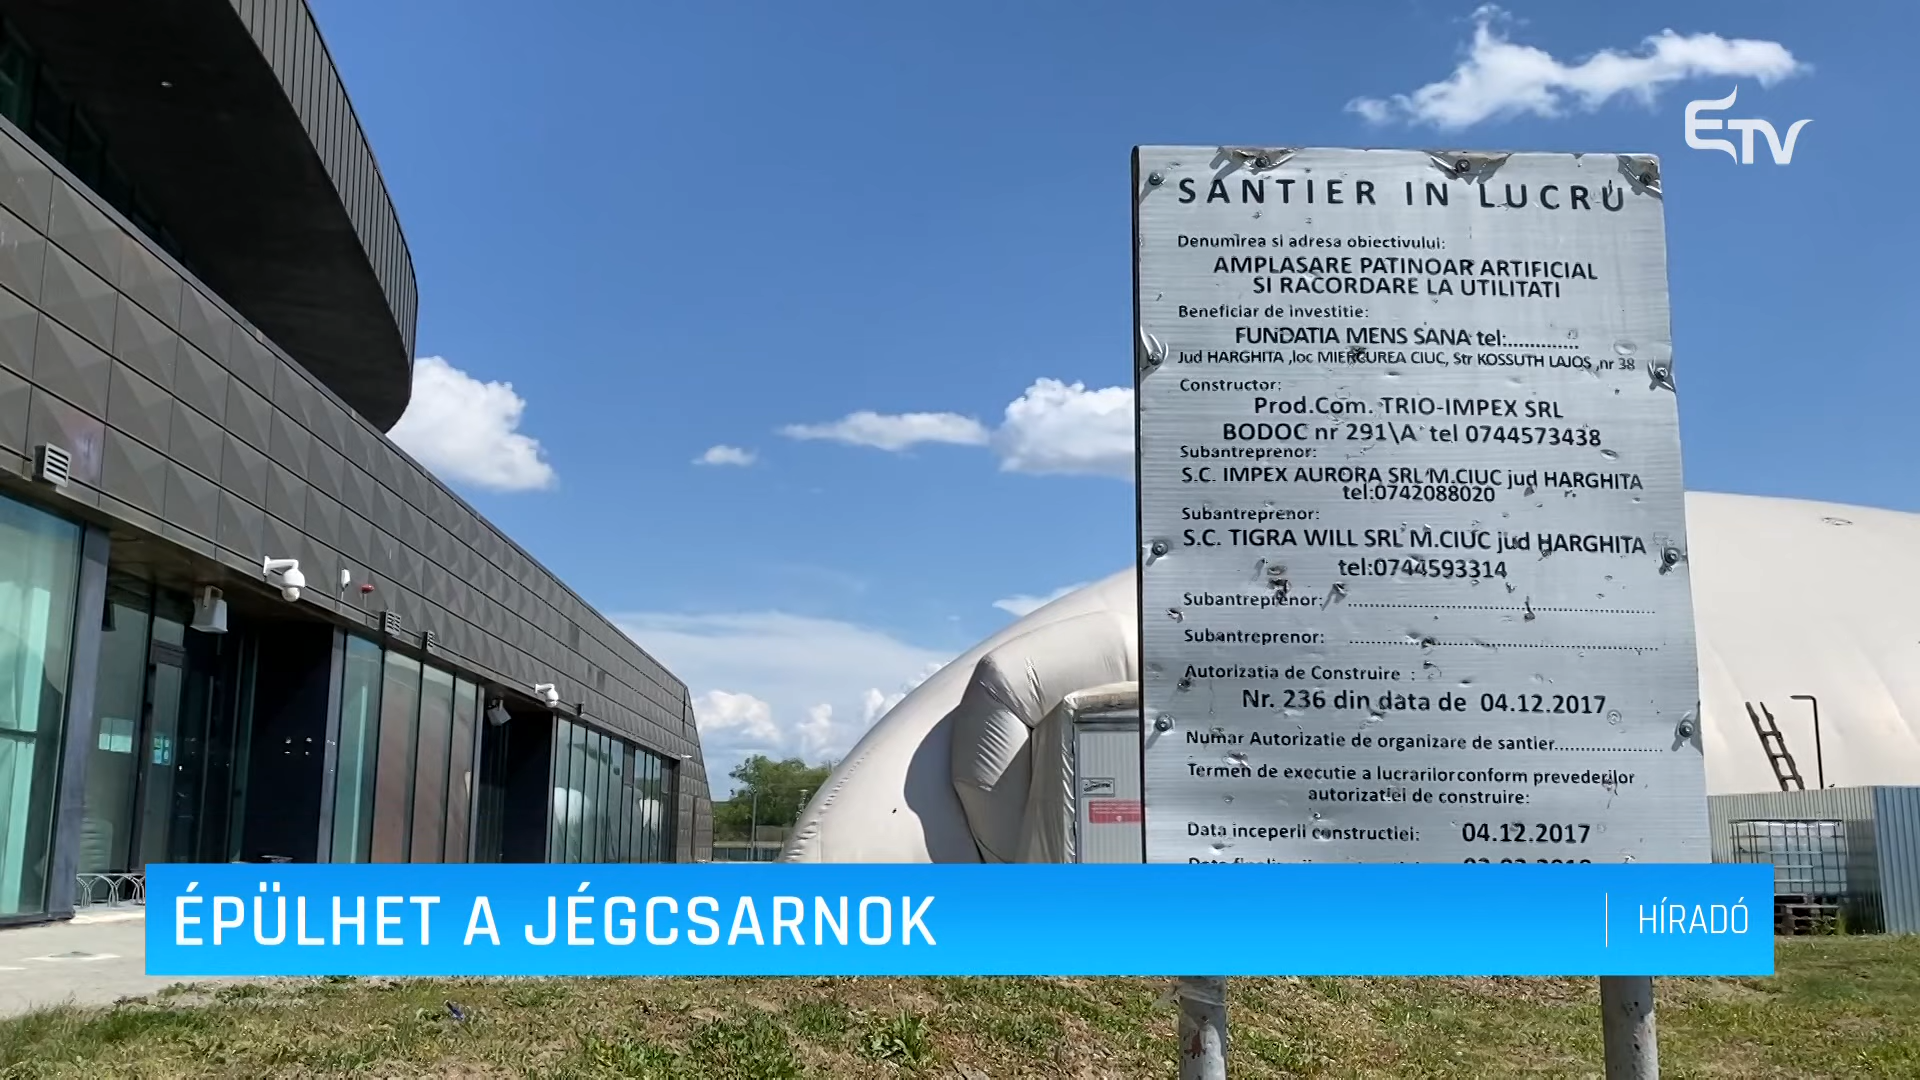 ETV
SANTIER IN LUCRU
Denumirea si adresa obiectivului:
AMPLASARE PATINOAR ARTIFICIAL
SI RACORDARE LA UTILITATI
Beneficiar de investitie:
FUNDATIA MENS SANA tel:.............
Jud HARGHITA ,loc MIERCUREA CIUC, Str KOSSUTH LAJOS ,nr 38
Constructor:
Prod.Com. TRIO-IMPEX SRL
BODOC nr 291\A tel 0744573438
Subantreprenor:
S.C. IMPEX AURORA SRL M.CIUC jud HARGHITA
tel:0742088020
Subantreprenor:
S.C. TIGRA WILL SRL M.CIUC jud HARGHITA
tel:0744593314
Subantreprenor: ......................................................
Subantreprenor: ......................................................
Autorizatia de Construire :
Nr. 236 din data de 04.12.2017
Numar Autorizatie de organizare de santier...................
Termen de executie a lucrarilor conform prevederilor
autorizatiei de construire:
Data inceperii constructiei: 04.12.2017
ÉPÜLHET A JÉGCSARNOK
HÍRADÓ